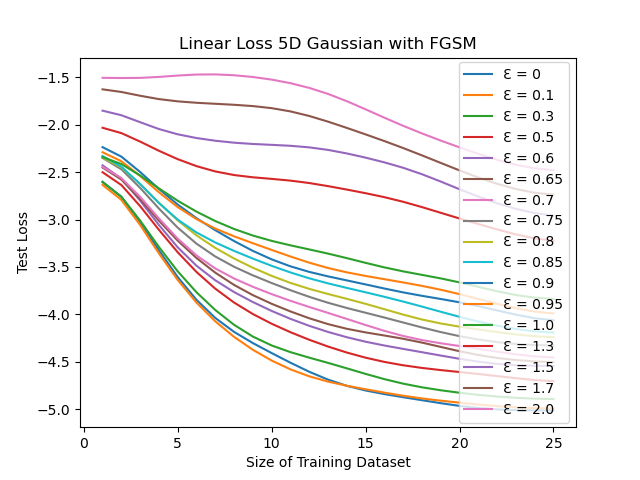 Linear Loss 5D Gaussian with FGSM
Test Loss
−1.5
−2.0
−2.5
−3.0
−3.5
−4.0
−4.5
−5.0
Ɛ = 0
Ɛ = 0.1
Ɛ = 0.3
Ɛ = 0.5
Ɛ = 0.6
Ɛ = 0.65
Ɛ = 0.7
Ɛ = 0.75
Ɛ = 0.8
Ɛ = 0.85
Ɛ = 0.9
Ɛ = 0.95
Ɛ = 1.0
Ɛ = 1.3
Ɛ = 1.5
Ɛ = 1.7
Ɛ = 2.0
0 5 10 15 20 25
Size of Training Dataset